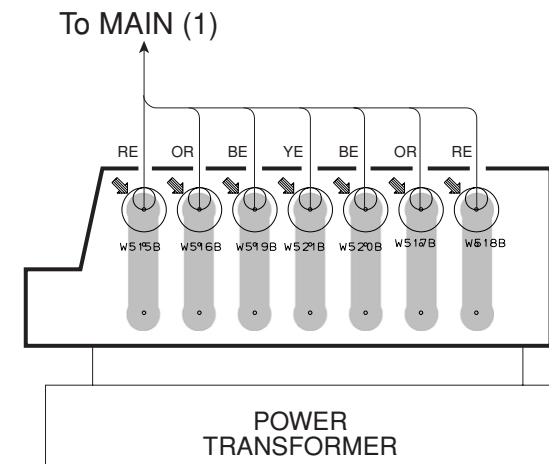 To MAIN (1)
RE OR BE YE BE OR RE
W515B W516B W519B W521B W520B W517B W518B
POWER
TRANSFORMER